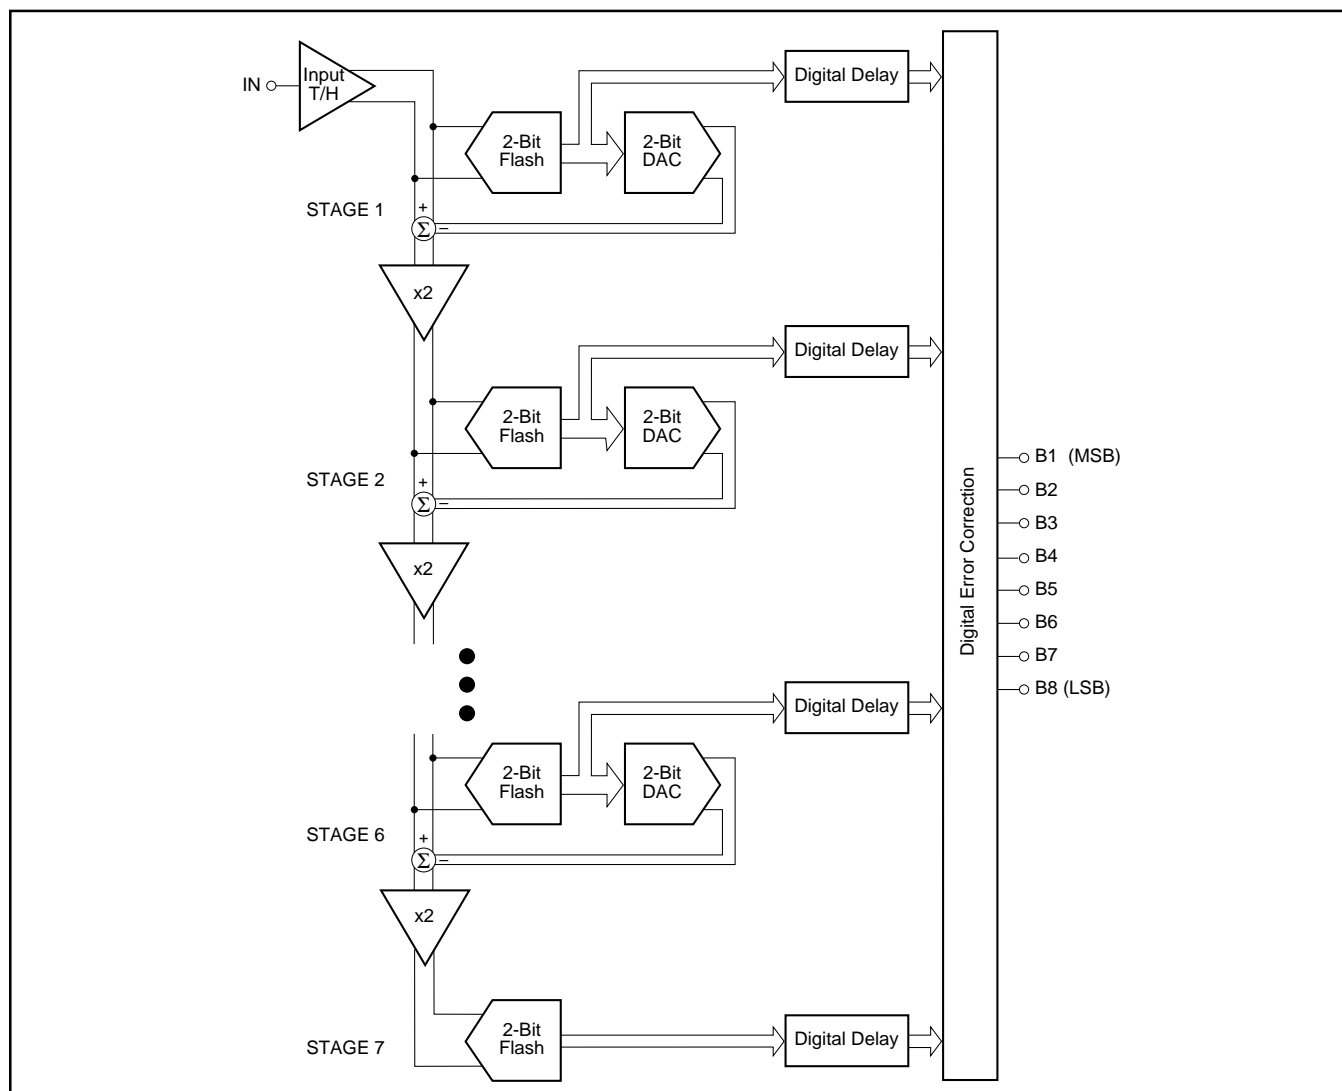 Input
T/H
IN
Digital Delay
2-Bit
Flash
2-Bit
DAC
STAGE 1
+
Σ
–
x2
Digital Delay
2-Bit
Flash
2-Bit
DAC
STAGE 2
+
Σ
–
x2
Digital Error Correction
B1 (MSB)
B2
B3
B4
B5
B6
B7
B8 (LSB)
Digital Delay
2-Bit
Flash
2-Bit
DAC
STAGE 6
+
Σ
–
x2
2-Bit
Flash
Digital Delay
STAGE 7